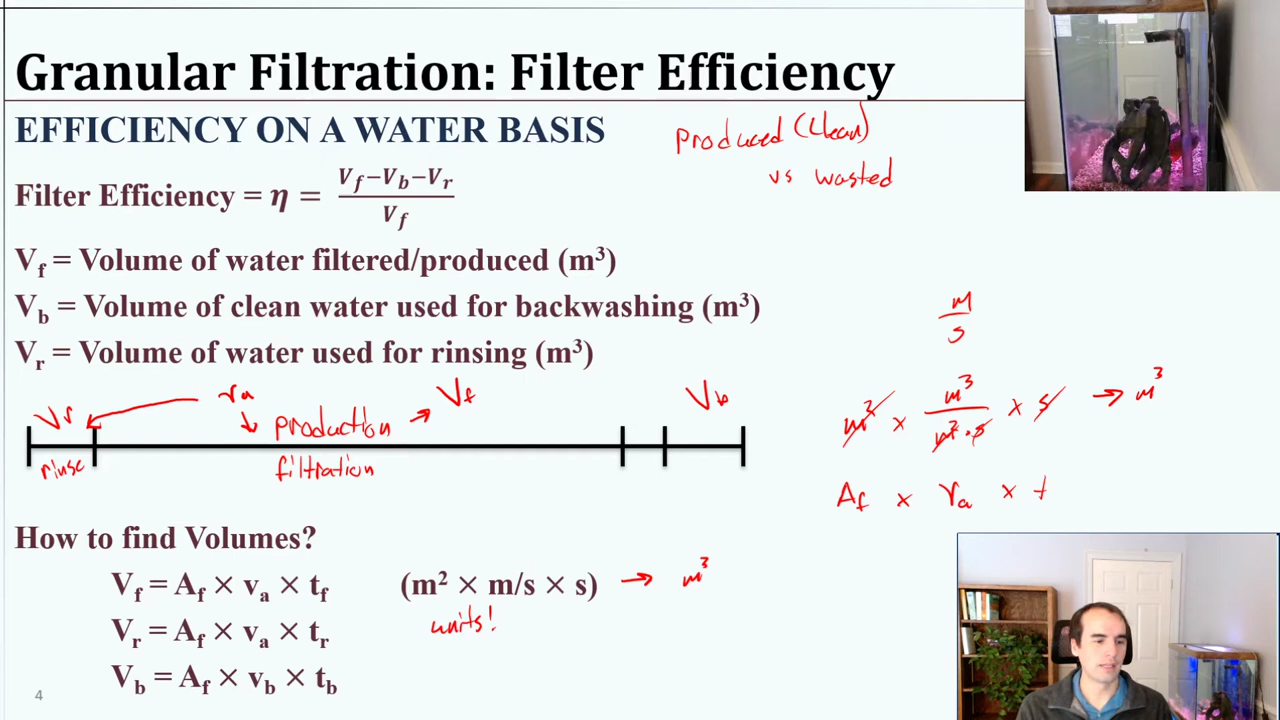 Granular Filtration: Filter Efficiency
EFFICIENCY ON A WATER BASIS
produced (clean)
vs wasted
Filter Efficiency = η = (V_f−V_b−V_r)/V_f
V_f = Volume of water filtered/produced (m³)
V_b = Volume of clean water used for backwashing (m³)
V_r = Volume of water used for rinsing (m³)
m/s
V_r v_a production → V_f V_b
rinse filtration
m² × m³/(m²·s) × s → m³
A_f × v_a × t
How to find Volumes?
V_f = A_f × v_a × t_f (m² × m/s × s) → m³
units!
V_r = A_f × v_a × t_r
V_b = A_f × v_b × t_b
4